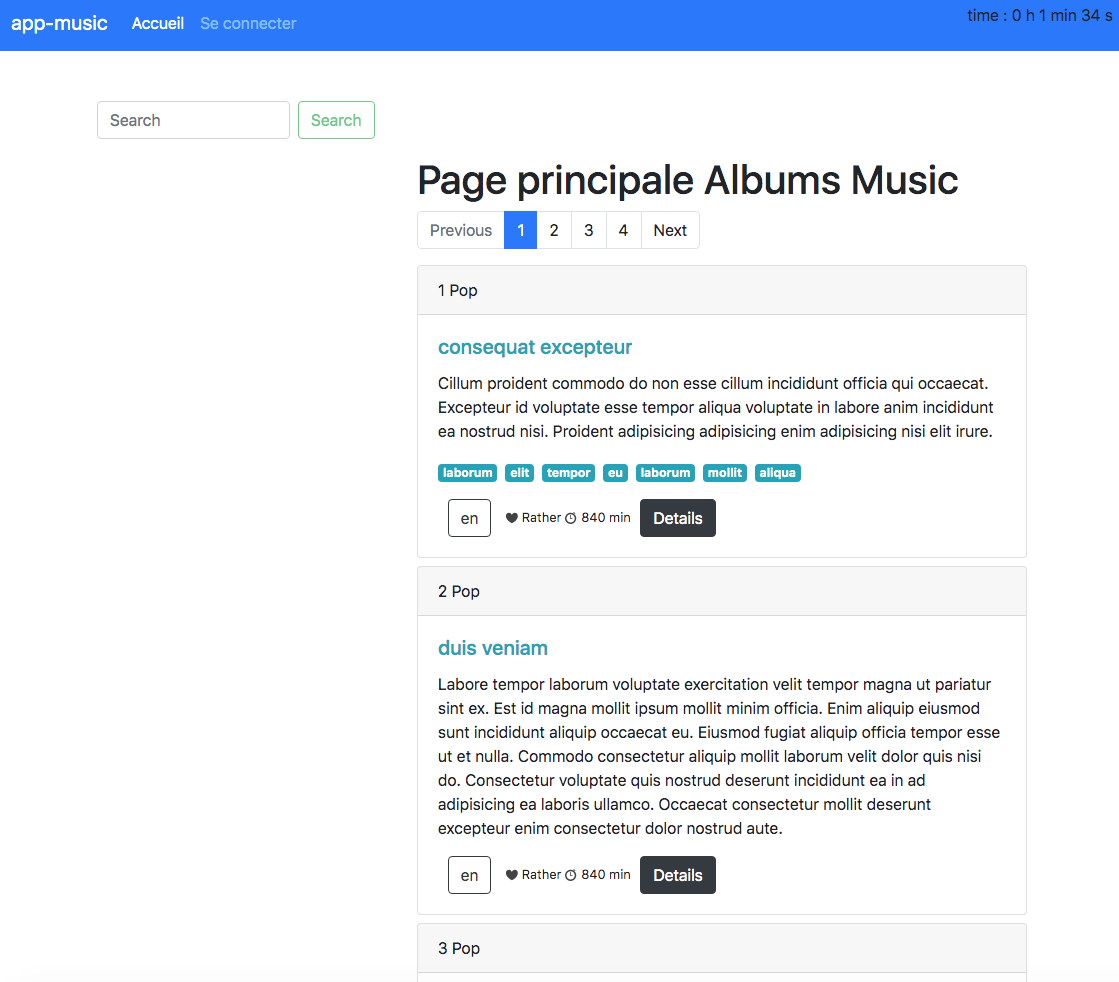 app-music Accueil Se connecter time : 0 h 1 min 34 s
Search Search
Page principale Albums Music
Previous 1 2 3 4 Next
1 Pop
consequat excepteur
Cillum proident commodo do non esse cillum incididunt officia qui occaecat.
Excepteur id voluptate esse tempor aliqua voluptate in labore anim incididunt
ea nostrud nisi. Proident adipisicing adipisicing enim adipisicing nisi elit irure.
laborum elit tempor eu laborum mollit aliqua
en Rather 840 min Details
2 Pop
duis veniam
Labore tempor laborum voluptate exercitation velit tempor magna ut pariatur
sint ex. Est id magna mollit ipsum mollit minim officia. Enim aliquip eiusmod
sunt incididunt aliquip occaecat eu. Eiusmod fugiat aliquip officia tempor esse
ut et nulla. Commodo consectetur aliquip mollit laborum velit dolor quis nisi
do. Consectetur voluptate quis nostrud deserunt incididunt ea in ad
adipisicing ea laboris ullamco. Occaecat consectetur mollit deserunt
excepteur enim consectetur dolor nostrud aute.
en Rather 840 min Details
3 Pop